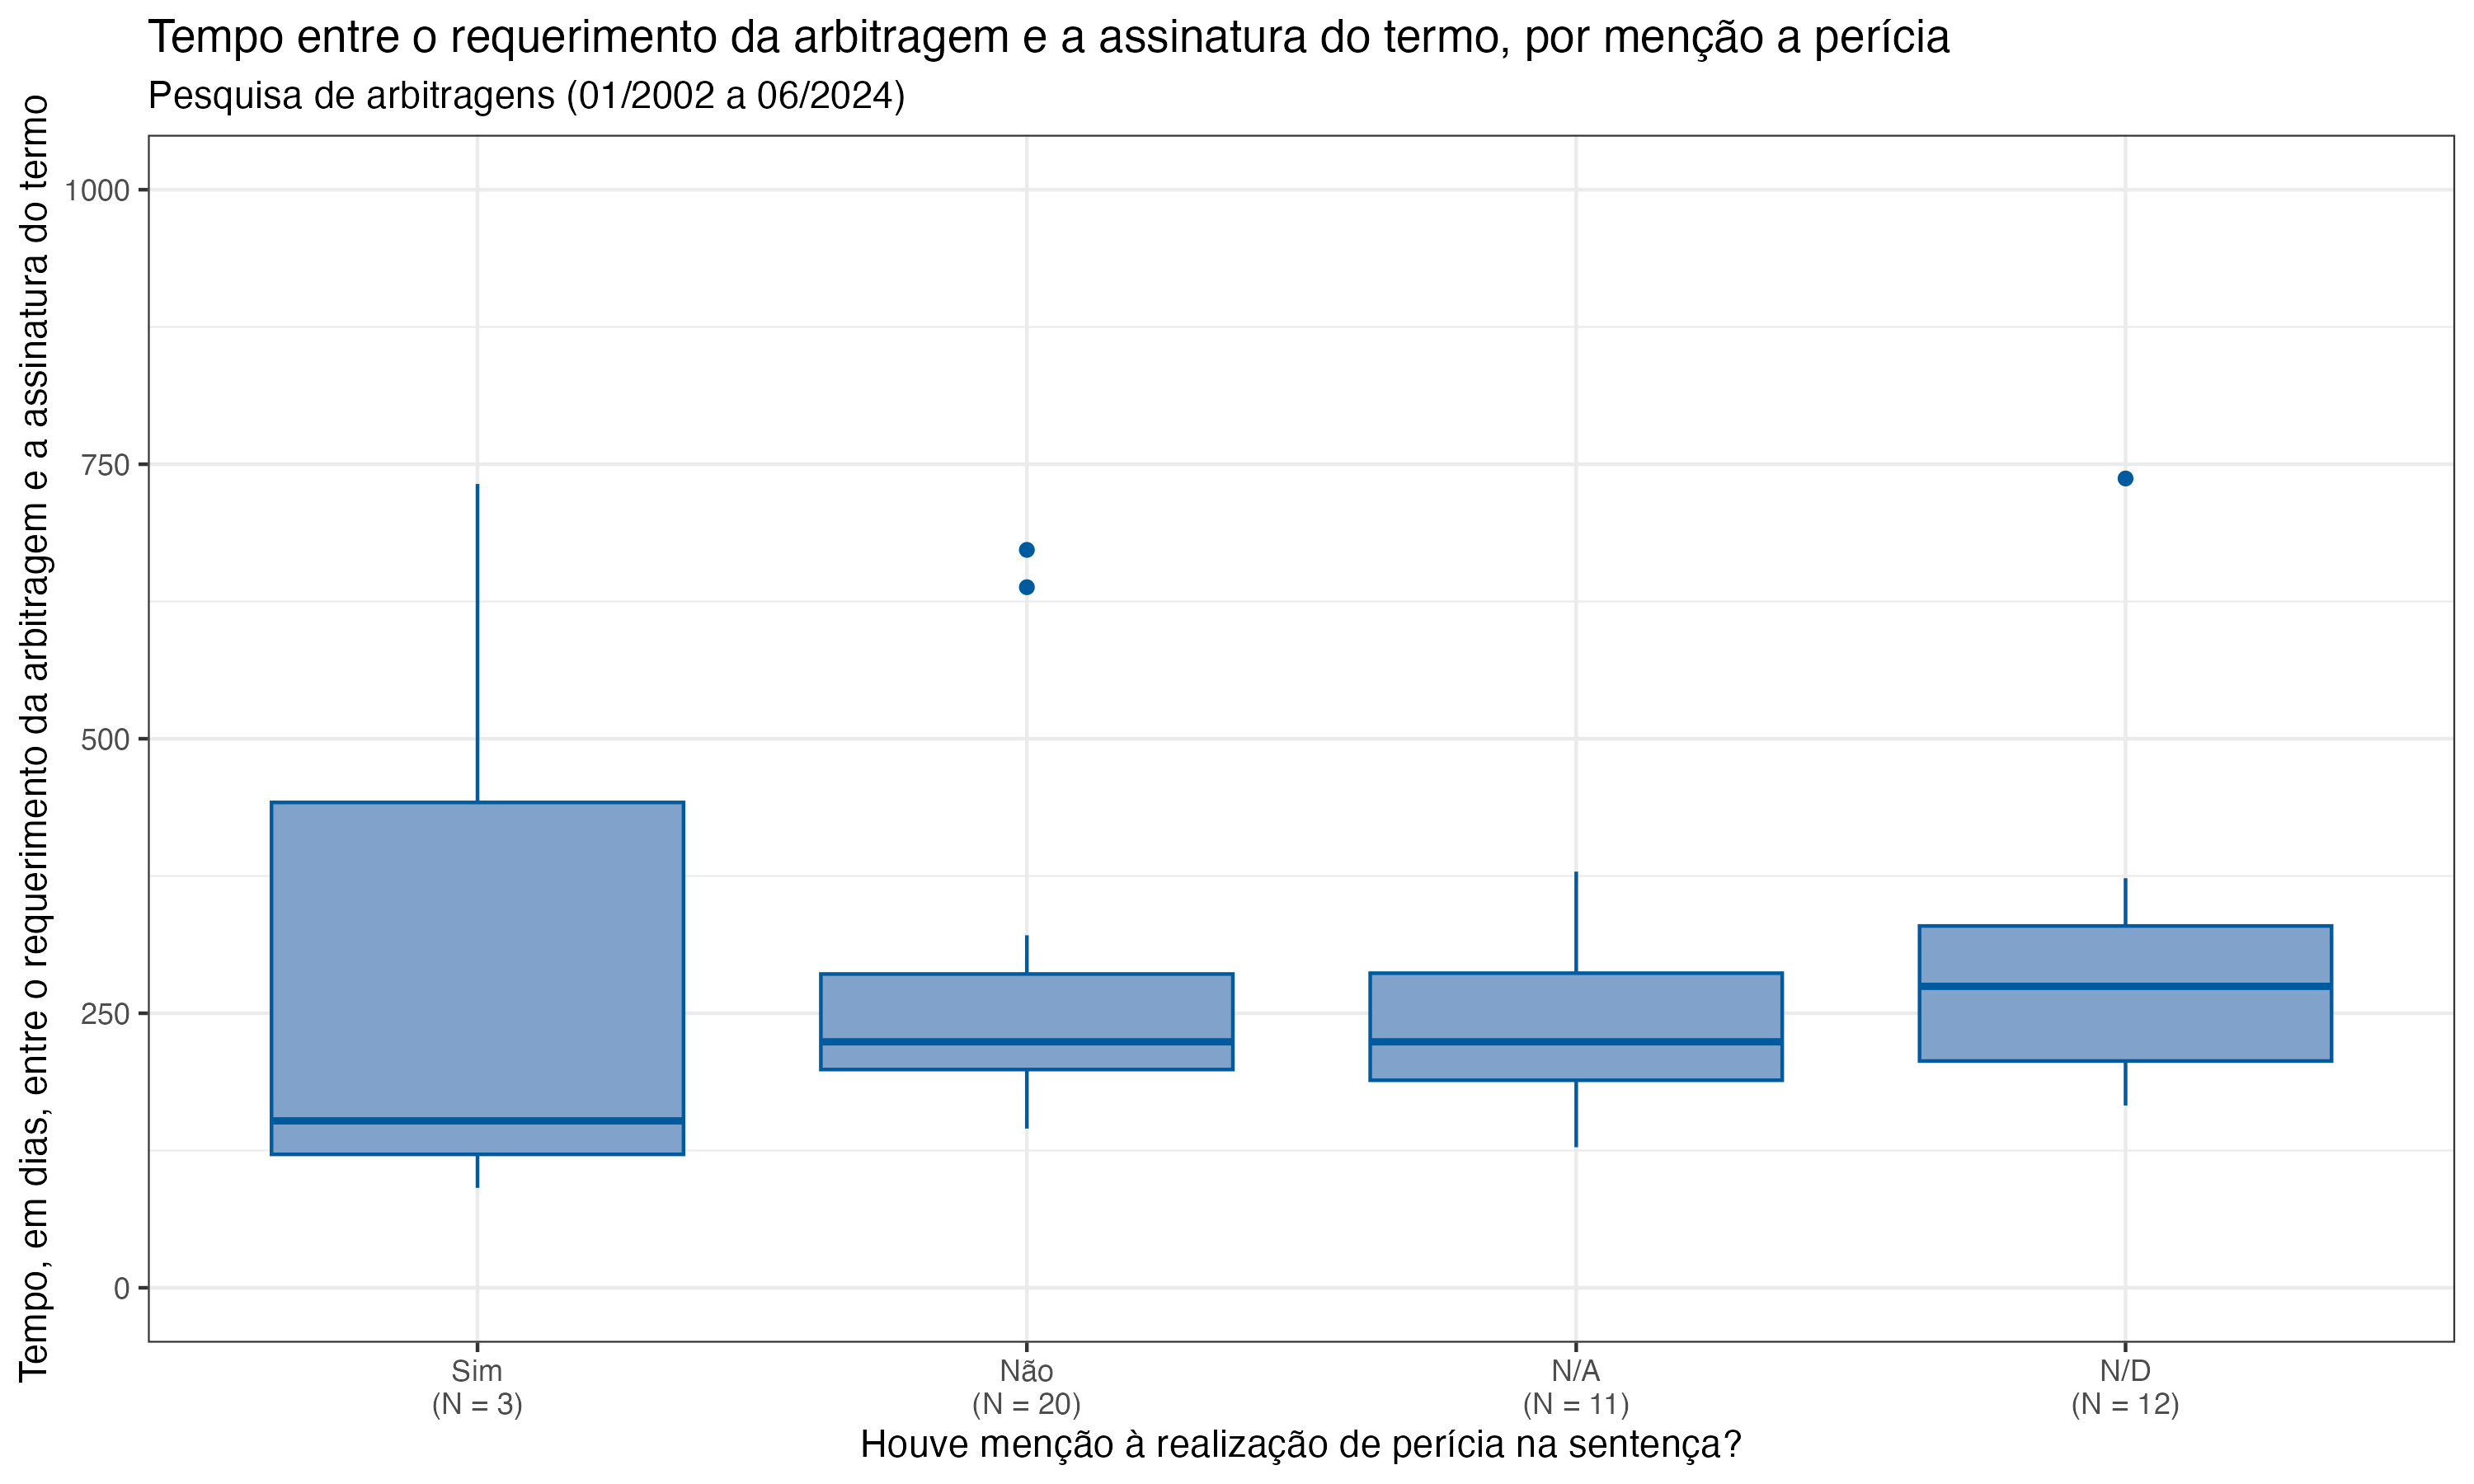 Tempo entre o requerimento da arbitragem e a assinatura do termo, por menção a perícia
Pesquisa de arbitragens (01/2002 a 06/2024)
Tempo, em dias, entre o requerimento da arbitragem e a assinatura do termo
1000
750
500
250
0
Sim
(N = 3)
Não
(N = 20)
N/A
(N = 11)
N/D
(N = 12)
Houve menção à realização de perícia na sentença?